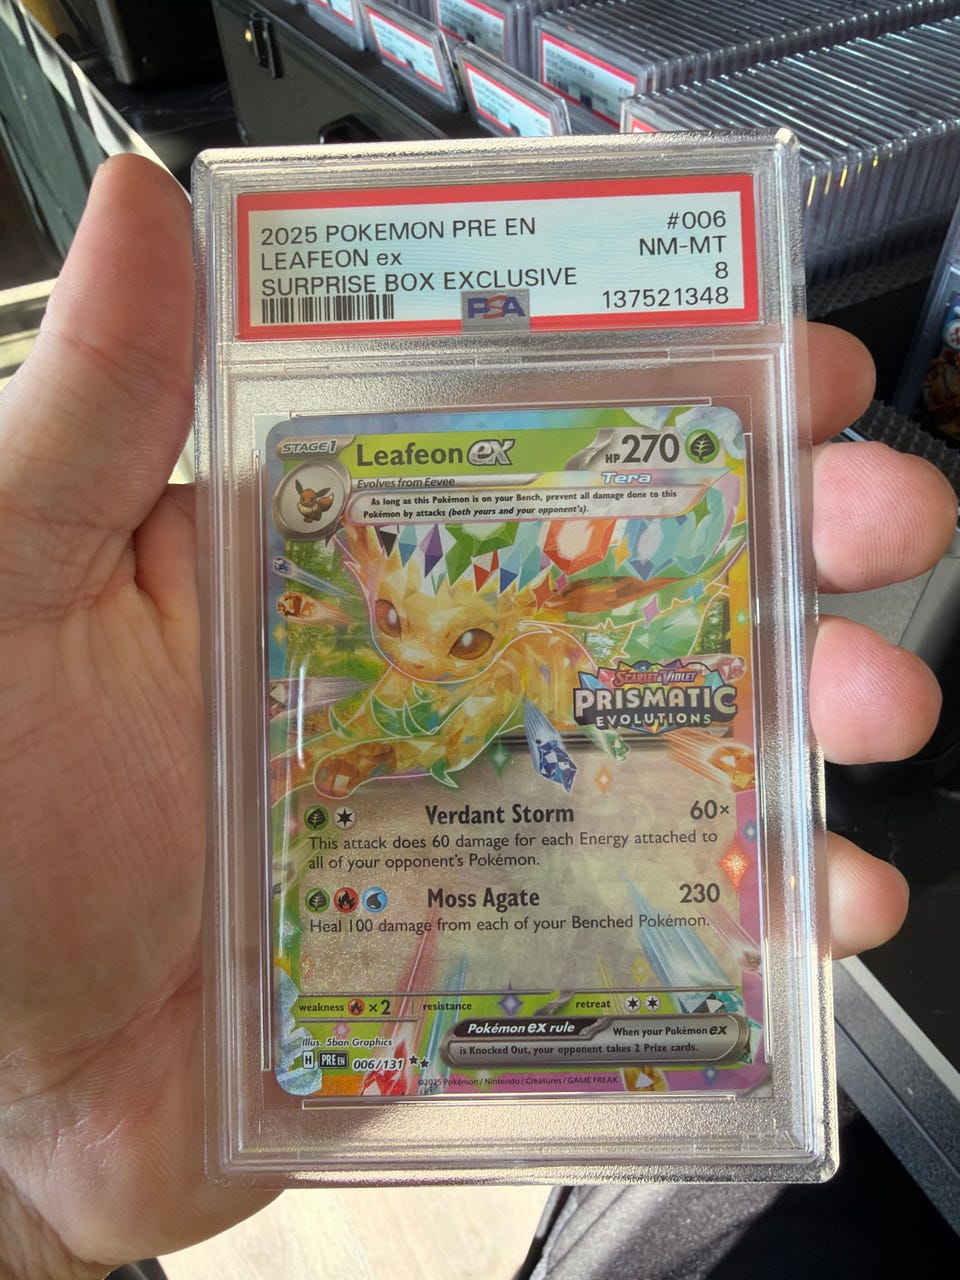 2025 POKEMON PRE EN
#006
LEAFEON ex
NM-MT
SURPRISE BOX EXCLUSIVE
8
PSA
137521348
STAGE 1
Leafeon ex
HP 270
Evolves from Eevee
Tera
As long as this Pokémon is on your Bench, prevent all damage done to this
Pokémon by attacks (both yours and your opponent's).
SCARLET & VIOLET
PRISMATIC
EVOLUTIONS
Verdant Storm
60×
This attack does 60 damage for each Energy attached to
all of your opponent's Pokémon.
Moss Agate
230
Heal 100 damage from each of your Benched Pokémon.
weakness ×2
resistance
retreat
Pokémon ex rule
When your Pokémon ex
is Knocked Out, your opponent takes 2 Prize cards.
Illus. 5ban Graphics
H PRE EN 006/131
©2025 Pokémon / Nintendo / Creatures / GAME FREAK